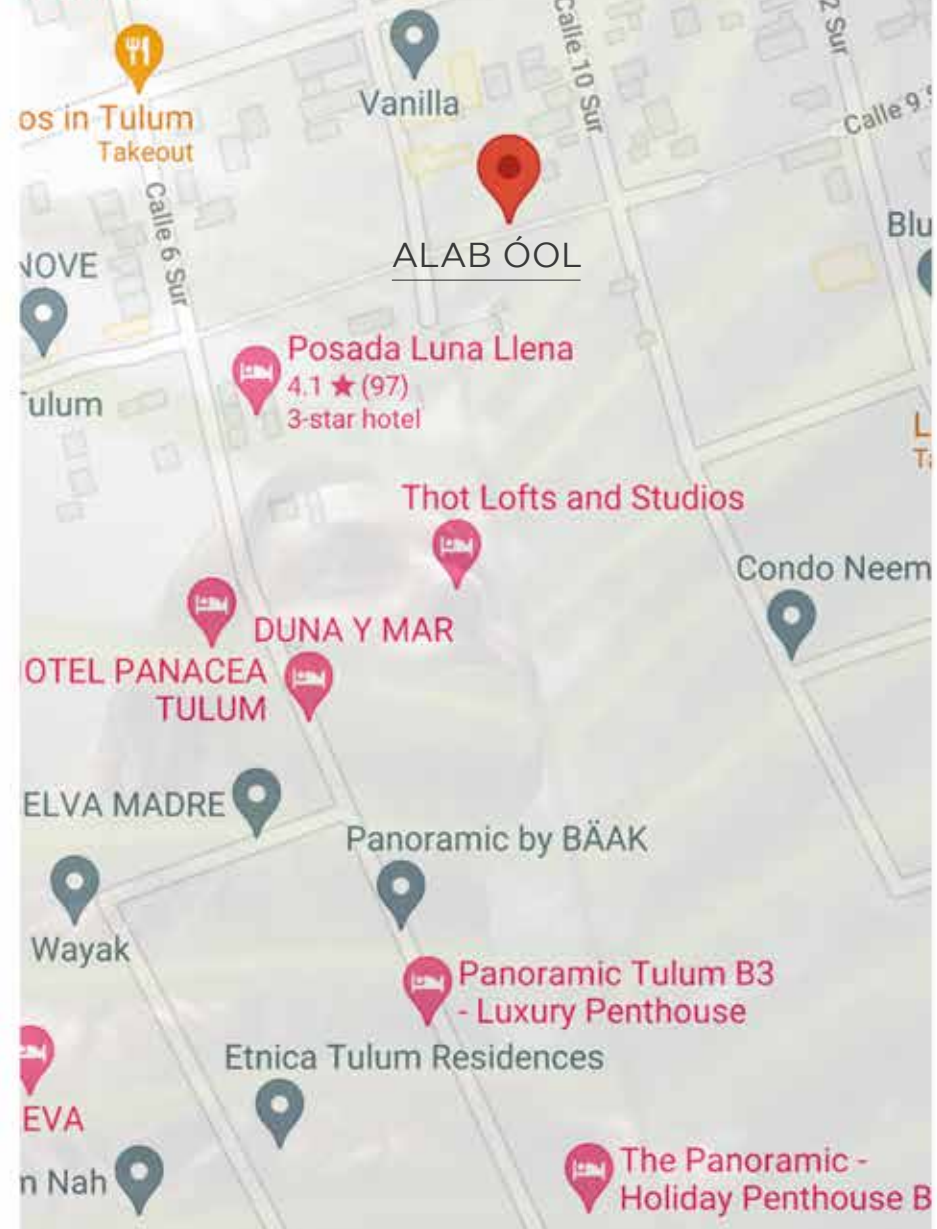 Calle 10 Sur
2 Sur
Vanilla
os in Tulum
Takeout
Calle 9 S
Calle 6 Sur
ALAB ÓOL
Blu
NOVE
Tulum
Posada Luna Llena
4.1 ★ (97)
3-star hotel
L
Ta
Thot Lofts and Studios
Condo Neem
DUNA Y MAR
OTEL PANACEA
TULUM
ELVA MADRE
Panoramic by BÄAK
Wayak
Panoramic Tulum B3
- Luxury Penthouse
Etnica Tulum Residences
EVA
n Nah
The Panoramic -
Holiday Penthouse B